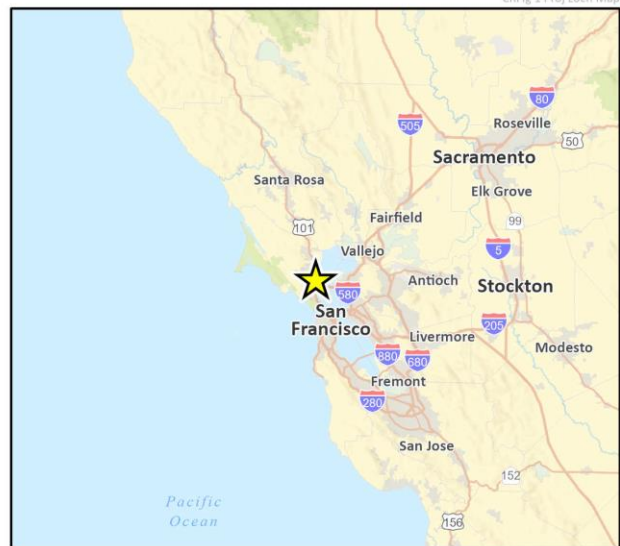 80
Roseville
505
50
Sacramento
Santa Rosa
Elk Grove
Fairfield
99
101
Vallejo
5
Antioch
Stockton
580
San
Francisco
205
Livermore
Modesto
880
680
Fremont
280
San Jose
152
Pacific
Ocean
156